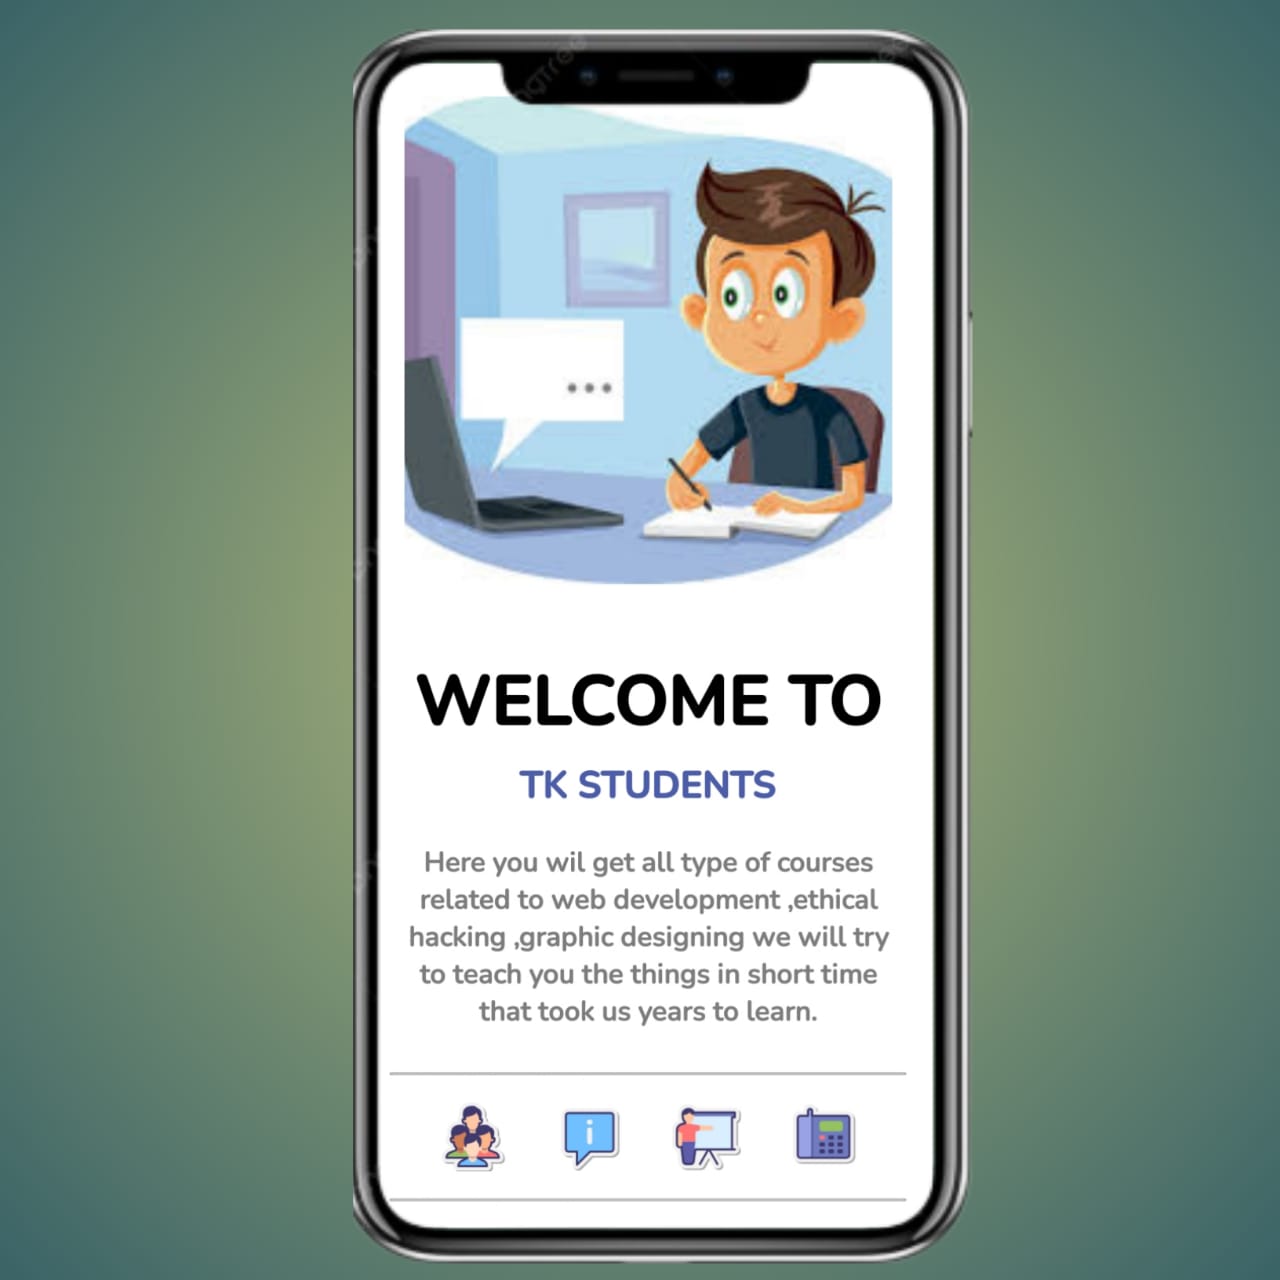 WELCOME TO
TK STUDENTS
Here you wil get all type of courses
related to web development ,ethical
hacking ,graphic designing we will try
to teach you the things in short time
that took us years to learn.
i